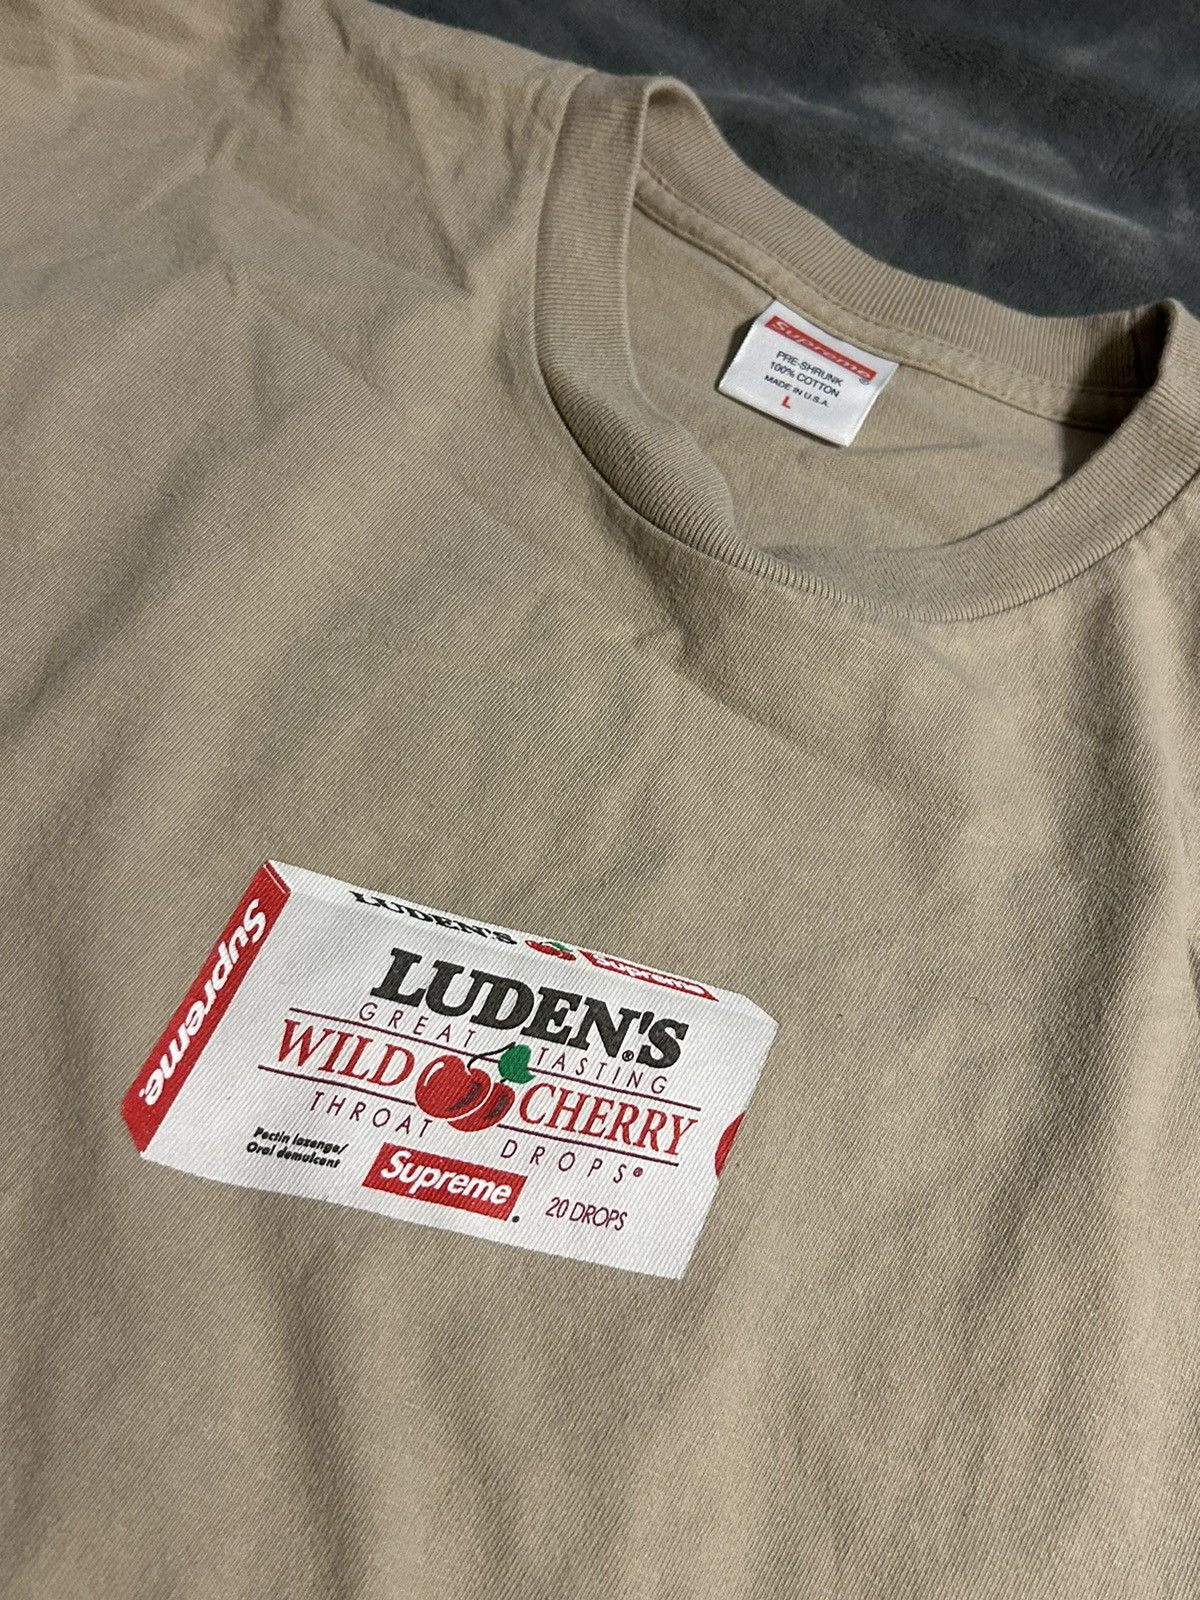 Supreme®
PRE-SHRUNK
100% COTTON
MADE IN U.S.A.
L
LUDEN'S Supreme
Supreme.
LUDEN'S®
GREAT TASTING
WILD CHERRY
THROAT DROPS®
Pectin lozenge/
Oral demulcent
Supreme.
20 DROPS